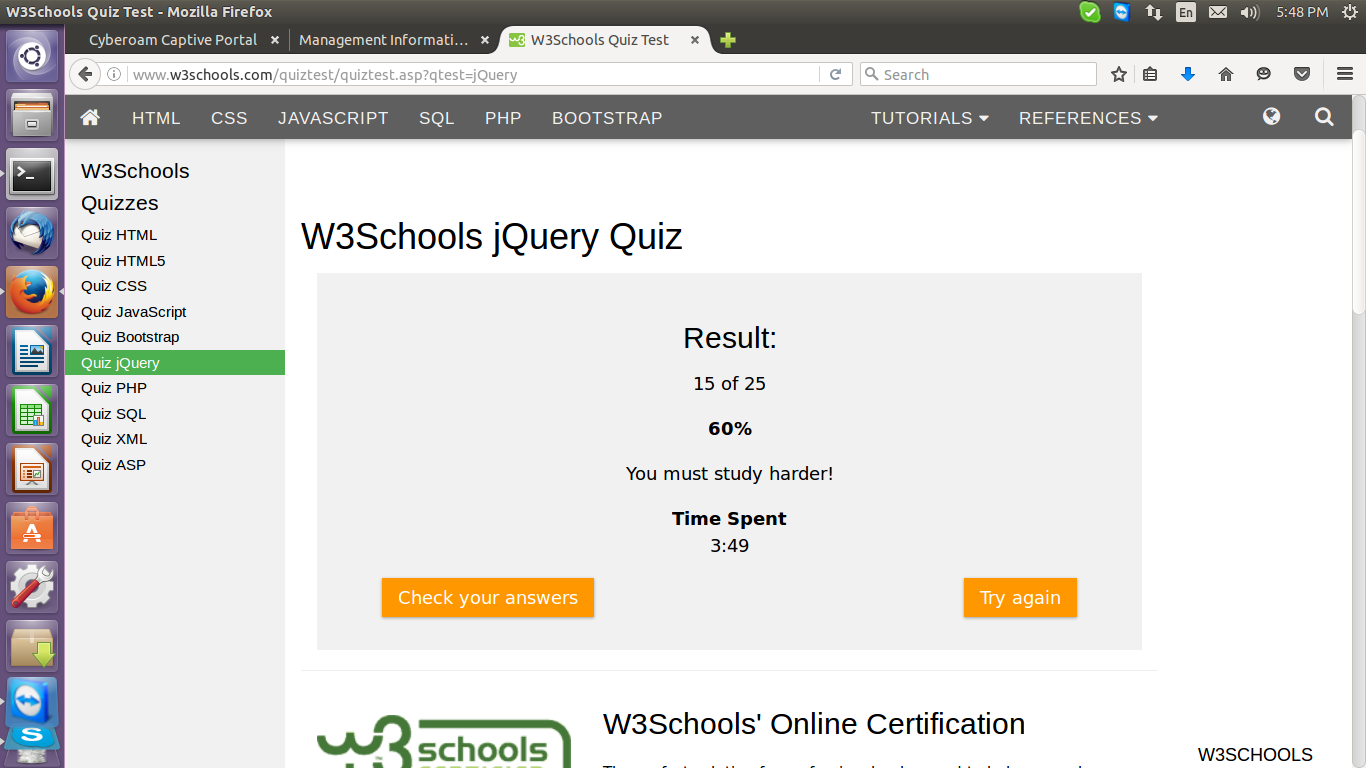 W3Schools Quiz Test - Mozilla Firefox
En
5:48 PM
Cyberoam Captive Portal
Management Informati...
W3Schools Quiz Test
www.w3schools.com/quiztest/quiztest.asp?qtest=jQuery
Search
HTML CSS JAVASCRIPT SQL PHP BOOTSTRAP TUTORIALS REFERENCES
W3Schools
Quizzes
Quiz HTML
Quiz HTML5
Quiz CSS
Quiz JavaScript
Quiz Bootstrap
Quiz jQuery
Quiz PHP
Quiz SQL
Quiz XML
Quiz ASP
W3Schools jQuery Quiz
Result:
15 of 25
60%
You must study harder!
Time Spent
3:49
Check your answers
Try again
w3schools
W3Schools' Online Certification
W3SCHOOLS